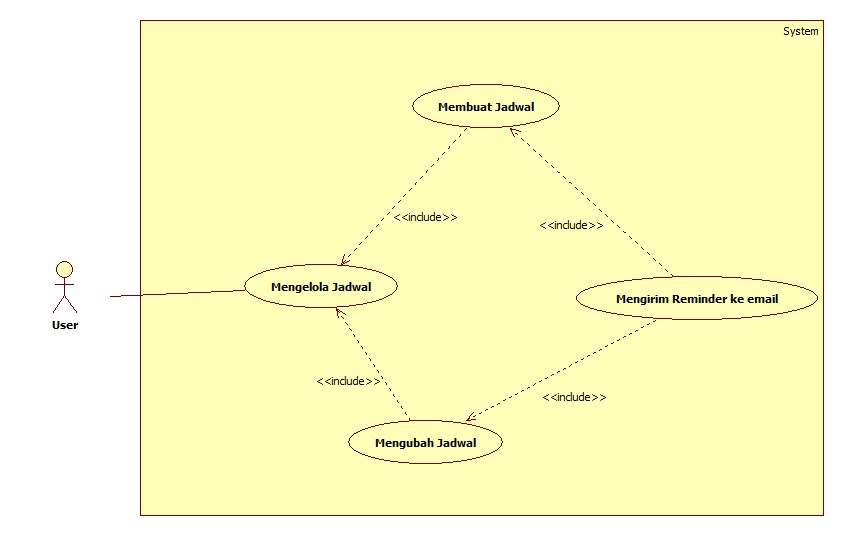 System
Membuat Jadwal
<<include>>
<<include>>
Mengelola Jadwal
Mengirim Reminder ke email
User
<<include>>
<<include>>
Mengubah Jadwal